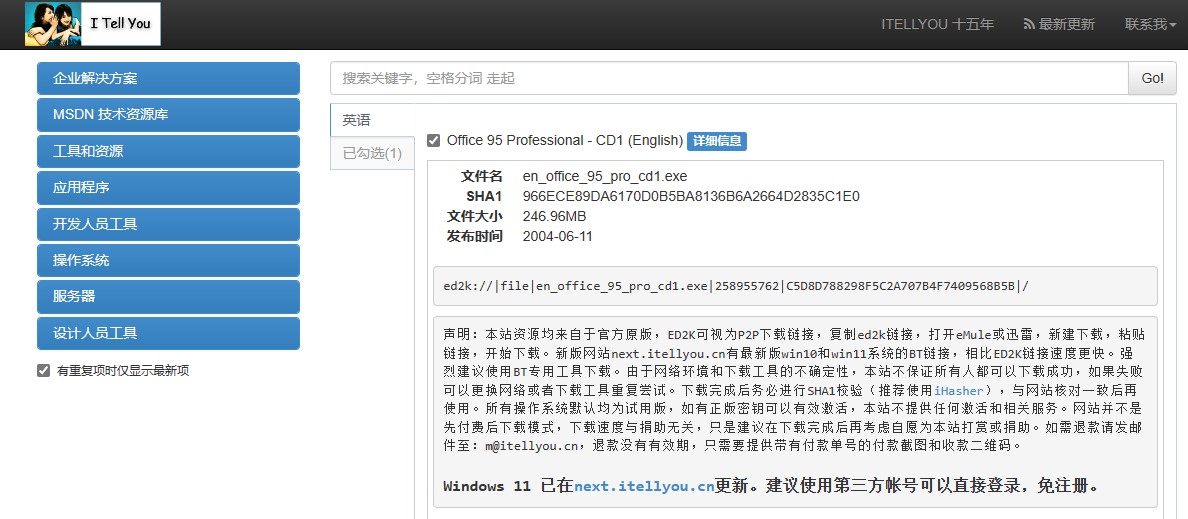 I Tell You
ITELLYOU 十五年
最新更新
联系我
企业解决方案
MSDN 技术资源库
工具和资源
应用程序
开发人员工具
操作系统
服务器
设计人员工具
有重复项时仅显示最新项
搜索关键字，空格分词 走起
Go!
英语
已勾选(1)
Office 95 Professional - CD1 (English) 详细信息
文件名 en_office_95_pro_cd1.exe
SHA1 966ECE89DA6170D0B5BA8136B6A2664D2835C1E0
文件大小 246.96MB
发布时间 2004-06-11
ed2k://|file|en_office_95_pro_cd1.exe|258955762|C5D8D788298F5C2A707B4F7409568B5B|/
声明：本站资源均来自于官方原版，ED2K可视为P2P下载链接，复制ed2k链接，打开eMule或迅雷，新建下载，粘贴
链接，开始下载。新版网站next.itellyou.cn有最新版win10和win11系统的BT链接，相比ED2K链接速度更快。强
烈建议使用BT专用工具下载。由于网络环境和下载工具的不确定性，本站不保证所有人都可以下载成功，如果失败
可以更换网络或者下载工具重复尝试。下载完成后务必进行SHA1校验（推荐使用iHasher），与网站核对一致后再
使用。所有操作系统默认均为试用版，如有正版密钥可以有效激活，本站不提供任何激活和相关服务。网站并不是
先付费后下载模式，下载速度与捐助无关，只是建议在下载完成后再考虑自愿为本站打赏或捐助。如需退款请发邮
件至：m@itellyou.cn，退款没有有效期，只需要提供带有付款单号的付款截图和收款二维码。
Windows 11 已在next.itellyou.cn更新。建议使用第三方帐号可以直接登录，免注册。